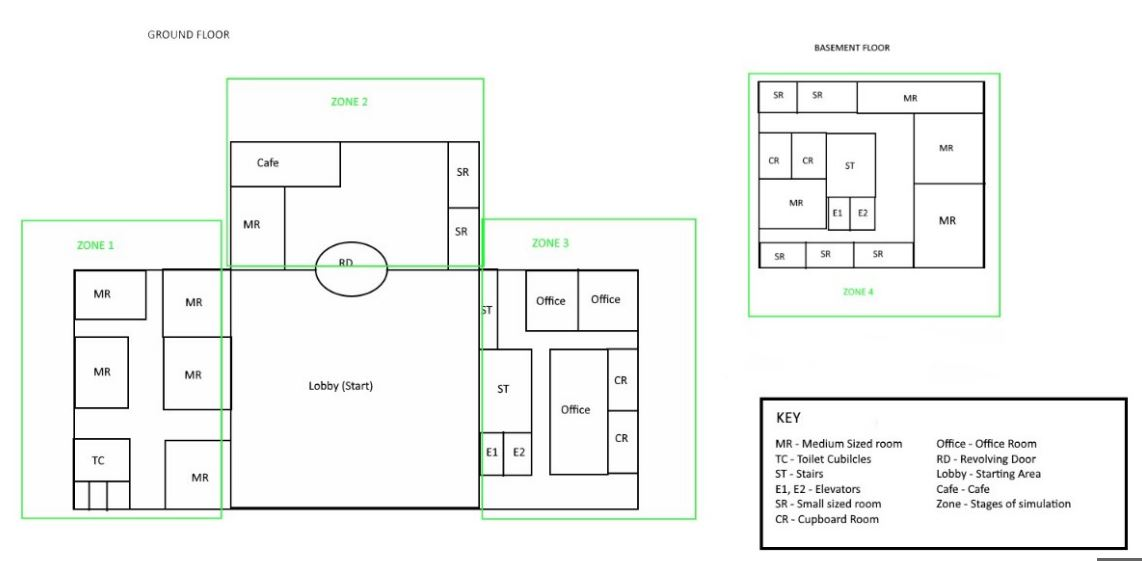 GROUND FLOOR
BASEMENT FLOOR
ZONE 2
Cafe
SR
MR
SR
RD
ZONE 1
MR
MR
MR
MR
TC
MR
Lobby (Start)
ZONE 3
ST
Office
Office
ST
Office
CR
CR
E1
E2
SR
SR
MR
MR
CR
CR
ST
MR
E1
E2
MR
SR
SR
SR
ZONE 4
KEY
MR - Medium Sized room
TC - Toilet Cubilcles
ST - Stairs
E1, E2 - Elevators
SR - Small sized room
CR - Cupboard Room
Office - Office Room
RD - Revolving Door
Lobby - Starting Area
Cafe - Cafe
Zone - Stages of simulation